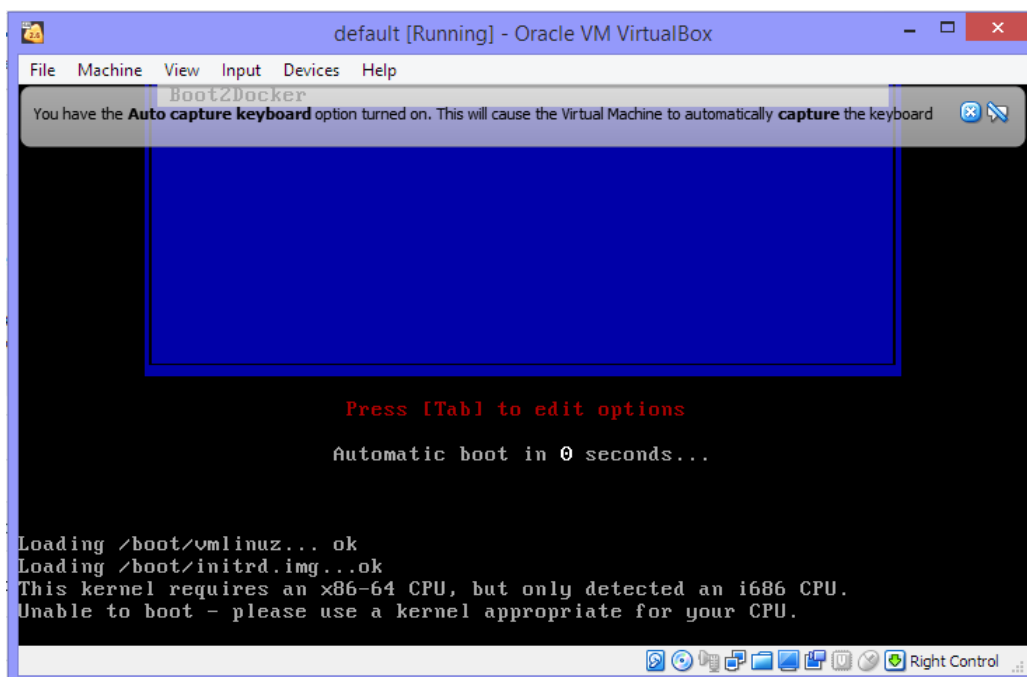 default [Running] - Oracle VM VirtualBox
File Machine View Input Devices Help
Boot2Docker
You have the Auto capture keyboard option turned on. This will cause the Virtual Machine to automatically capture the keyboard
Press [Tab] to edit options
Automatic boot in 0 seconds...
Loading /boot/vmlinuz... ok
Loading /boot/initrd.img...ok
This kernel requires an x86-64 CPU, but only detected an i686 CPU.
Unable to boot - please use a kernel appropriate for your CPU.
Right Control